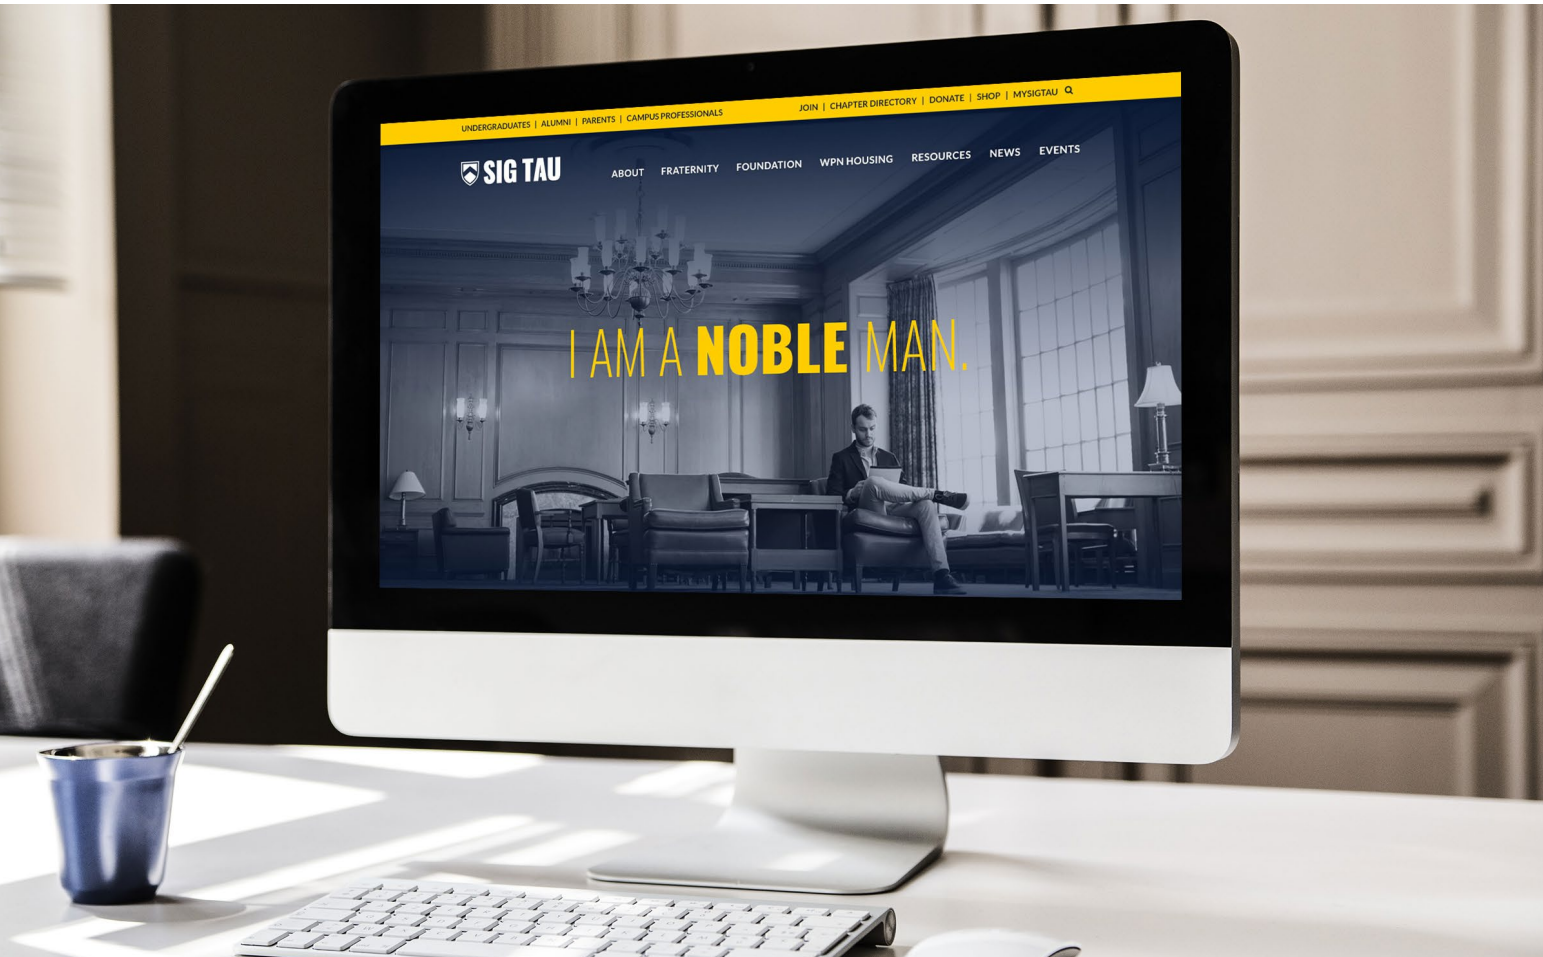 UNDERGRADUATES | ALUMNI | PARENTS | CAMPUS PROFESSIONALS
JOIN | CHAPTER DIRECTORY | DONATE | SHOP | MYSIGTAU
SIG TAU
ABOUT FRATERNITY FOUNDATION WPN HOUSING RESOURCES NEWS EVENTS
I AM A NOBLE MAN.